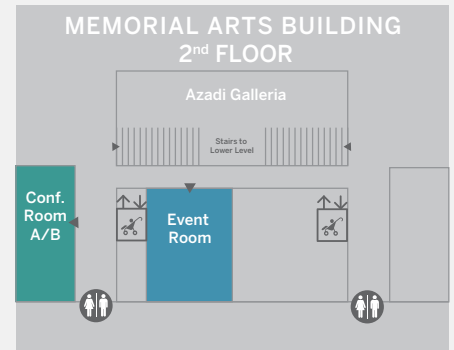 MEMORIAL ARTS BUILDING
2nd FLOOR
Azadi Galleria
Stairs to
Lower Level
Conf.
Room
A/B
Event
Room